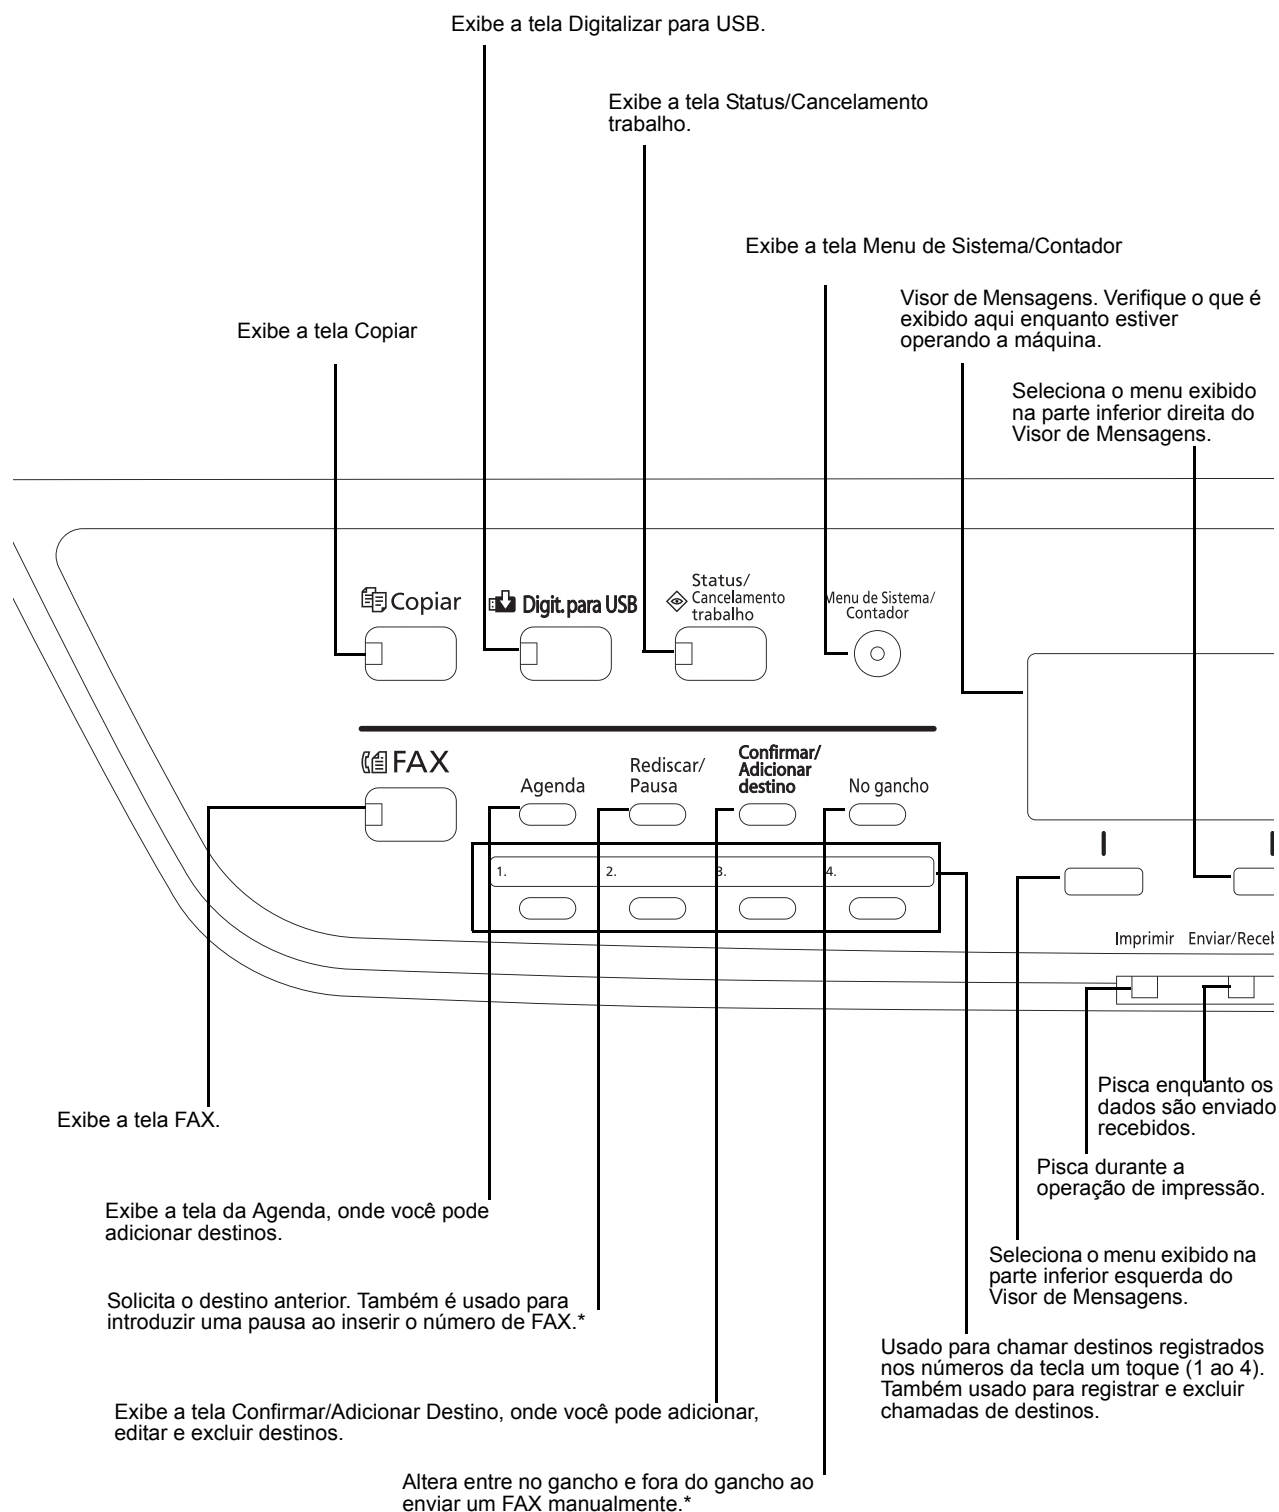 Exibe a tela Digitalizar para USB.
Exibe a tela Status/Cancelamento
trabalho.
Exibe a tela Menu de Sistema/Contador
Visor de Mensagens. Verifique o que é
exibido aqui enquanto estiver
operando a máquina.
Exibe a tela Copiar
Seleciona o menu exibido
na parte inferior direita do
Visor de Mensagens.
Copiar
Digit. para USB
Status/
Cancelamento
trabalho
Menu de Sistema/
Contador
FAX
Agenda
Rediscar/
Pausa
Confirmar/
Adicionar
destino
No gancho
1. 2. 3. 4.
Imprimir Enviar/Receb
Pisca enquanto os
dados são enviado
recebidos.
Exibe a tela FAX.
Pisca durante a
operação de impressão.
Exibe a tela da Agenda, onde você pode
adicionar destinos.
Seleciona o menu exibido na
parte inferior esquerda do
Visor de Mensagens.
Solicita o destino anterior. Também é usado para
introduzir uma pausa ao inserir o número de FAX.*
Usado para chamar destinos registrados
nos números da tecla um toque (1 ao 4).
Também usado para registrar e excluir
chamadas de destinos.
Exibe a tela Confirmar/Adicionar Destino, onde você pode adicionar,
editar e excluir destinos.
Altera entre no gancho e fora do gancho ao
enviar um FAX manualmente.*